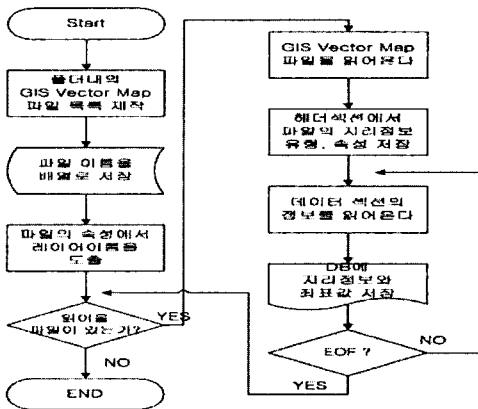 Start
폴더내의
GIS Vector Map
파일 목록 제작
파일 이름을
배열로 저장
파일의 속성에서
레이어이름을
도출
읽어올
파일이 있는가?
YES
NO
END
GIS Vector Map
파일을 읽어온다
헤더섹션에서
파일의 지리정보
유형, 속성 저장
데이터 섹션의
정보를 읽어온다
DB에
지리정보와
좌표값 저장
EOF ?
NO
YES